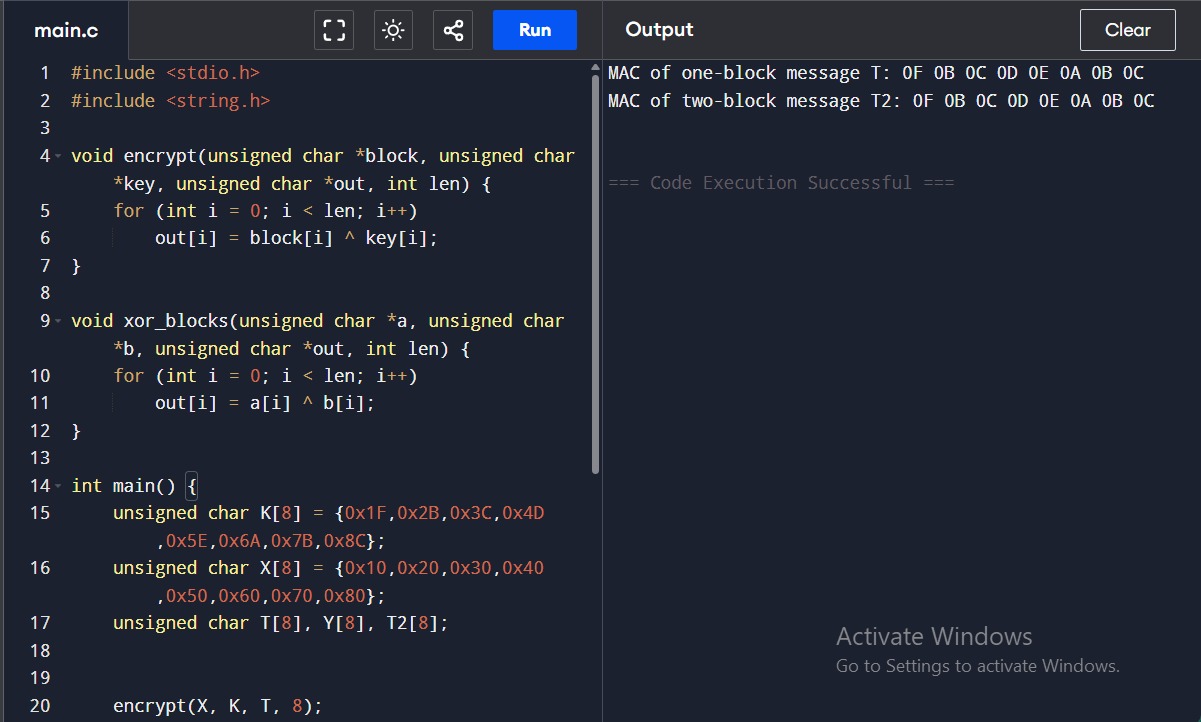 main.c
Run
Output
Clear
1 #include <stdio.h>
2 #include <string.h>
3
4 void encrypt(unsigned char *block, unsigned char
*key, unsigned char *out, int len) {
5 for (int i = 0; i < len; i++)
6 out[i] = block[i] ^ key[i];
7 }
8
9 void xor_blocks(unsigned char *a, unsigned char
*b, unsigned char *out, int len) {
10 for (int i = 0; i < len; i++)
11 out[i] = a[i] ^ b[i];
12 }
13
14 int main() {
15 unsigned char K[8] = {0x1F,0x2B,0x3C,0x4D
,0x5E,0x6A,0x7B,0x8C};
16 unsigned char X[8] = {0x10,0x20,0x30,0x40
,0x50,0x60,0x70,0x80};
17 unsigned char T[8], Y[8], T2[8];
18
19
20 encrypt(X, K, T, 8);
MAC of one-block message T: 0F 0B 0C 0D 0E 0A 0B 0C
MAC of two-block message T2: 0F 0B 0C 0D 0E 0A 0B 0C
=== Code Execution Successful ===
Activate Windows
Go to Settings to activate Windows.